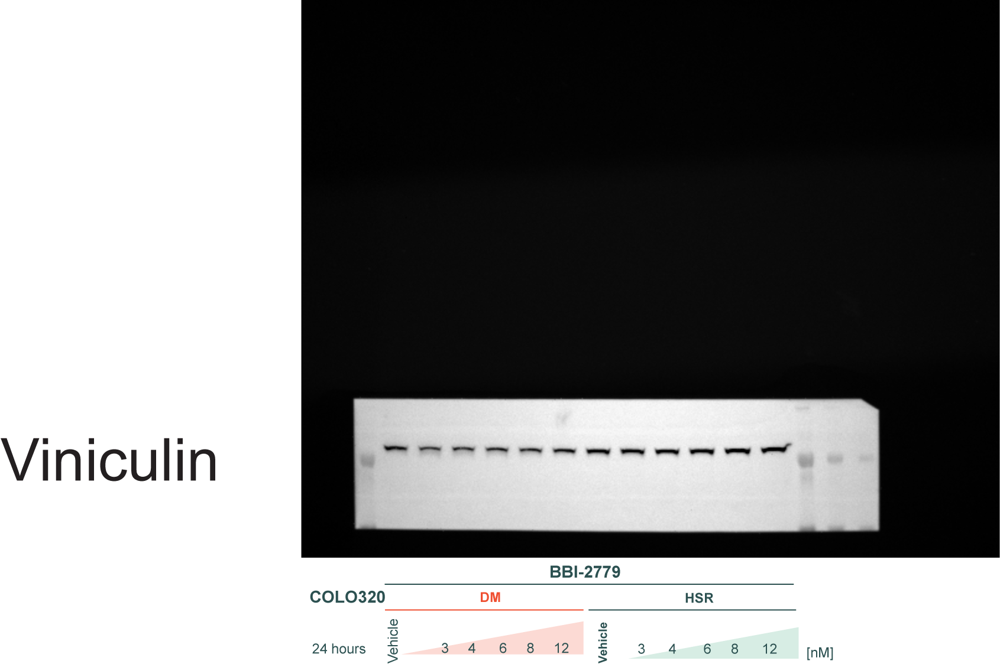 Viniculin
BBI-2779
COLO320 DM HSR
Vehicle Vehicle
24 hours 3 4 6 8 12 3 4 6 8 12 [nM]